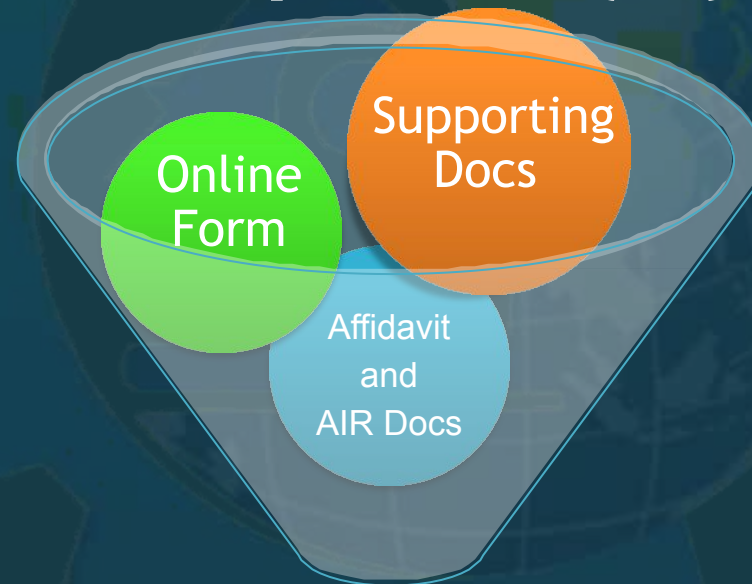 Online
Form
Supporting
Docs
Affidavit
and
AIR Docs